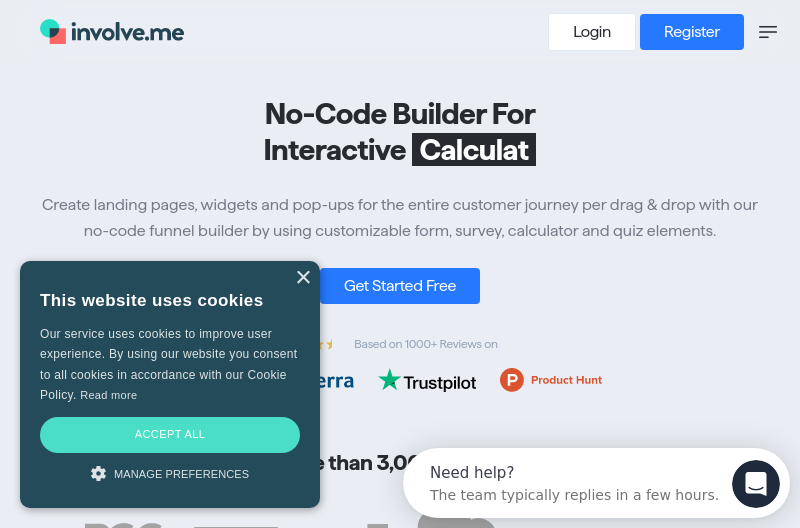 involve.me
Login
Register
No-Code Builder For
Interactive Calculat
Create landing pages, widgets and pop-ups for the entire customer journey per drag & drop with our
no-code funnel builder by using customizable form, survey, calculator and quiz elements.
Get Started Free
This website uses cookies
Our service uses cookies to improve user
experience. By using our website you consent
to all cookies in accordance with our Cookie
Policy. Read more
ACCEPT ALL
MANAGE PREFERENCES
Based on 1000+ Reviews on
erra
Trustpilot
P Product Hunt
e than 3,0
Need help?
The team typically replies in a few hours.